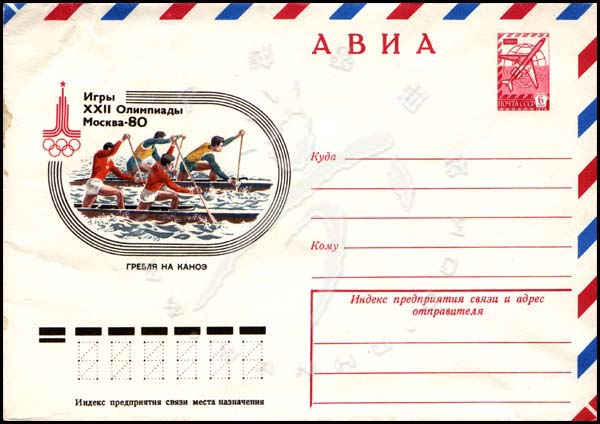 АВИА
ПОЧТА СССР
6
Игры
XXII Олимпиады
Москва-80
ГРЕБЛЯ НА КАНОЭ
Куда
Кому
Индекс предприятия связи и адрес
отправителя
Индекс предприятия связи места назначения